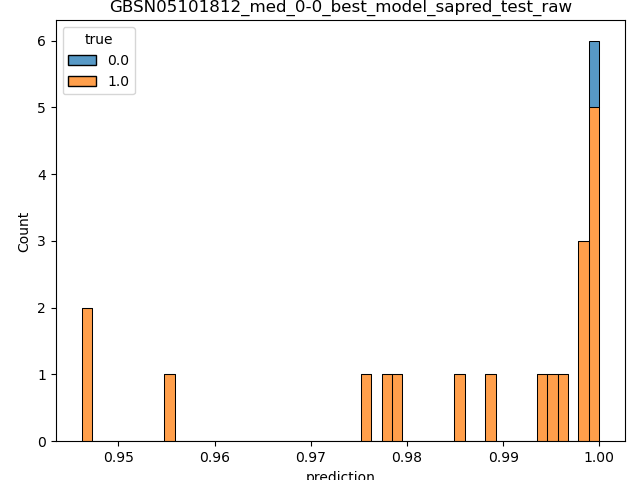 GBSN05101812_med_0-0_best_model_sapred_test_raw
true
0.0
1.0
Count
6
5
4
3
2
1
0
0.95 0.96 0.97 0.98 0.99 1.00
prediction